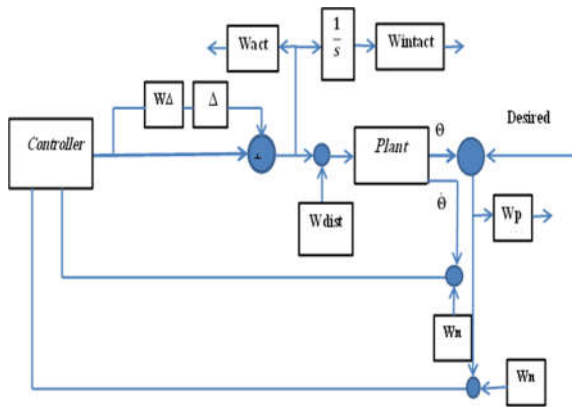 Wact
1
s
Wintact
WΔ
Δ
Controller
Plant
Θ
Desired
Wdist
Θ̇
Wp
Wn
Wn